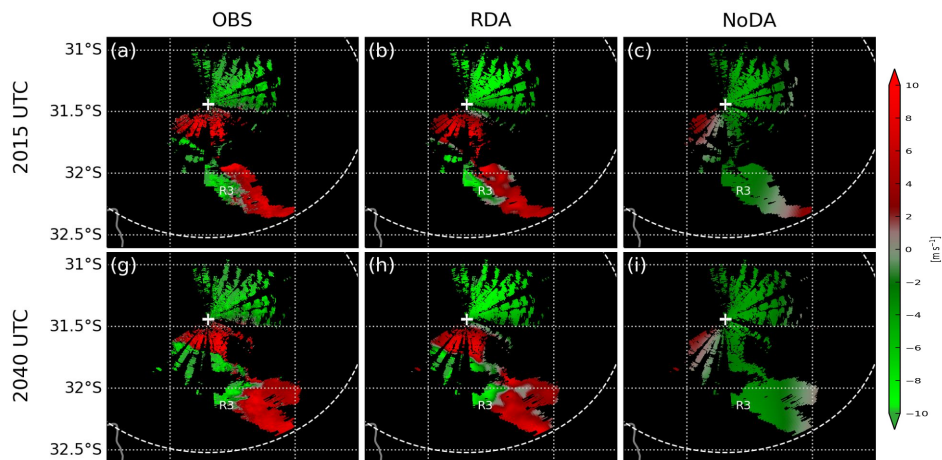 OBS RDA NoDA
2015 UTC
31°S
31.5°S
32°S
32.5°S
(a) (b) (c)
R3 R3 R3
2040 UTC
31°S
31.5°S
32°S
32.5°S
(g) (h) (i)
R3 R3 R3
10
8
6
4
2
0
−2
−4
−6
−8
−10
[m s⁻¹]